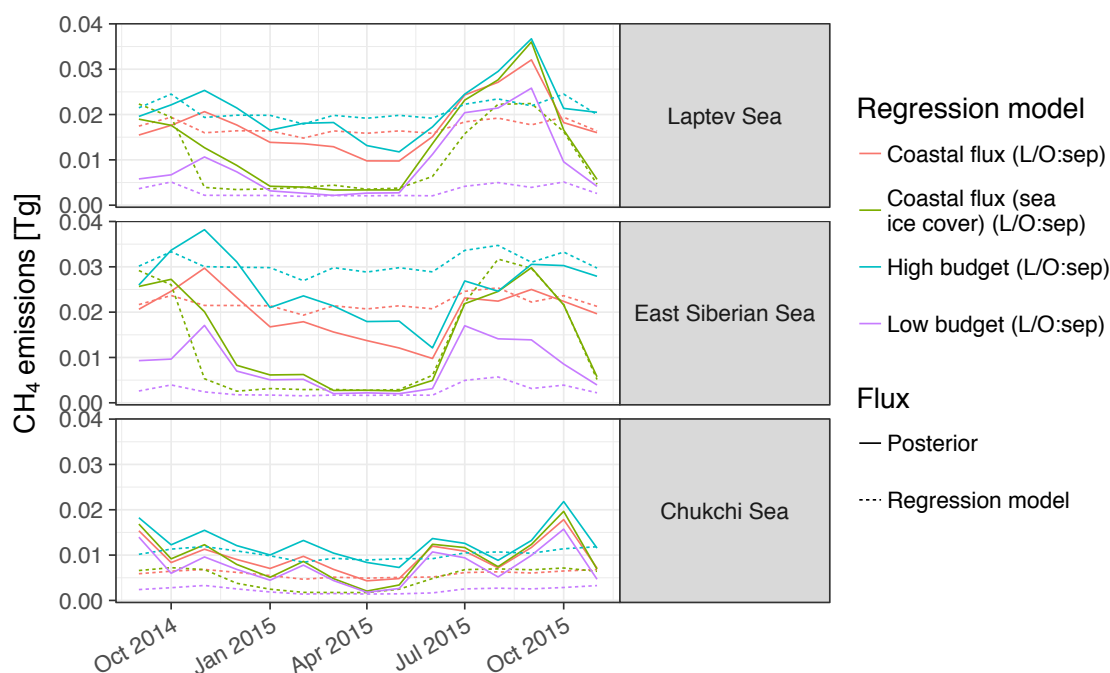 CH4 emissions [Tg]
0.04
0.03
0.02
0.01
0.00
Laptev Sea
0.04
0.03
0.02
0.01
0.00
East Siberian Sea
0.04
0.03
0.02
0.01
0.00
Chukchi Sea
Oct 2014
Jan 2015
Apr 2015
Jul 2015
Oct 2015
Regression model
Coastal flux (L/O:sep)
Coastal flux (sea
ice cover) (L/O:sep)
High budget (L/O:sep)
Low budget (L/O:sep)
Flux
Posterior
Regression model